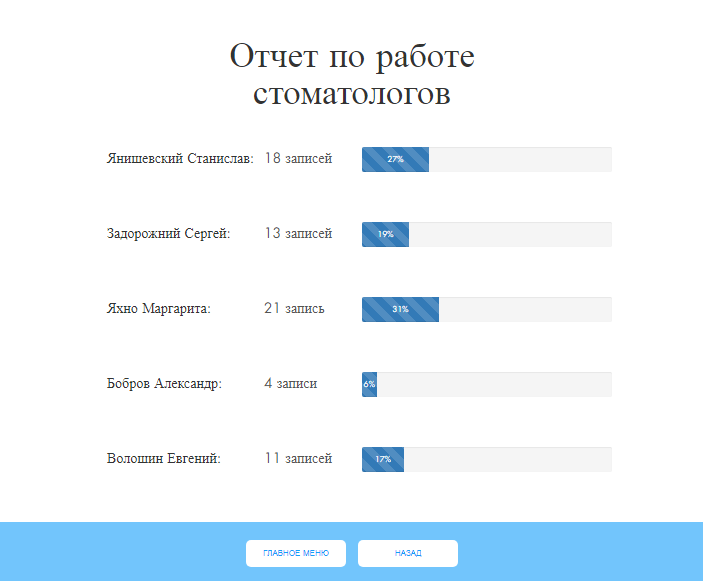 Отчет по работе
стоматологов
Янишевский Станислав: 18 записей 27%
Задорожний Сергей: 13 записей 19%
Яхно Маргарита: 21 запись 31%
Бобров Александр: 4 записи 6%
Волошин Евгений: 11 записей 17%
ГЛАВНОЕ МЕНЮ НАЗАД